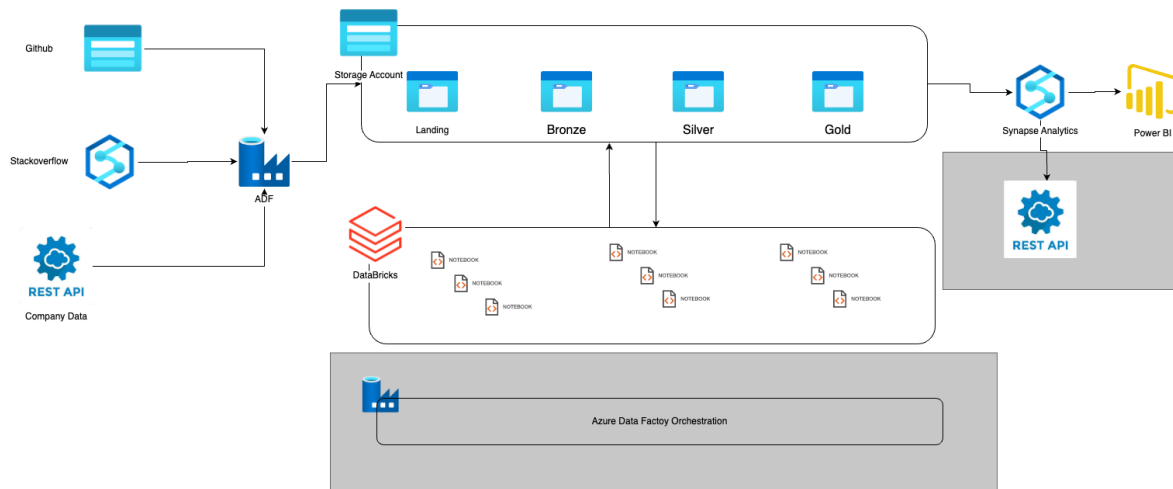 Github
Storage Account
Landing
Bronze
Silver
Gold
Synapse Analytics
Power BI
Stackoverflow
ADF
REST API
Company Data
DataBricks
NOTEBOOK
NOTEBOOK
NOTEBOOK
NOTEBOOK
NOTEBOOK
NOTEBOOK
NOTEBOOK
NOTEBOOK
NOTEBOOK
REST API
Azure Data Factoy Orchestration